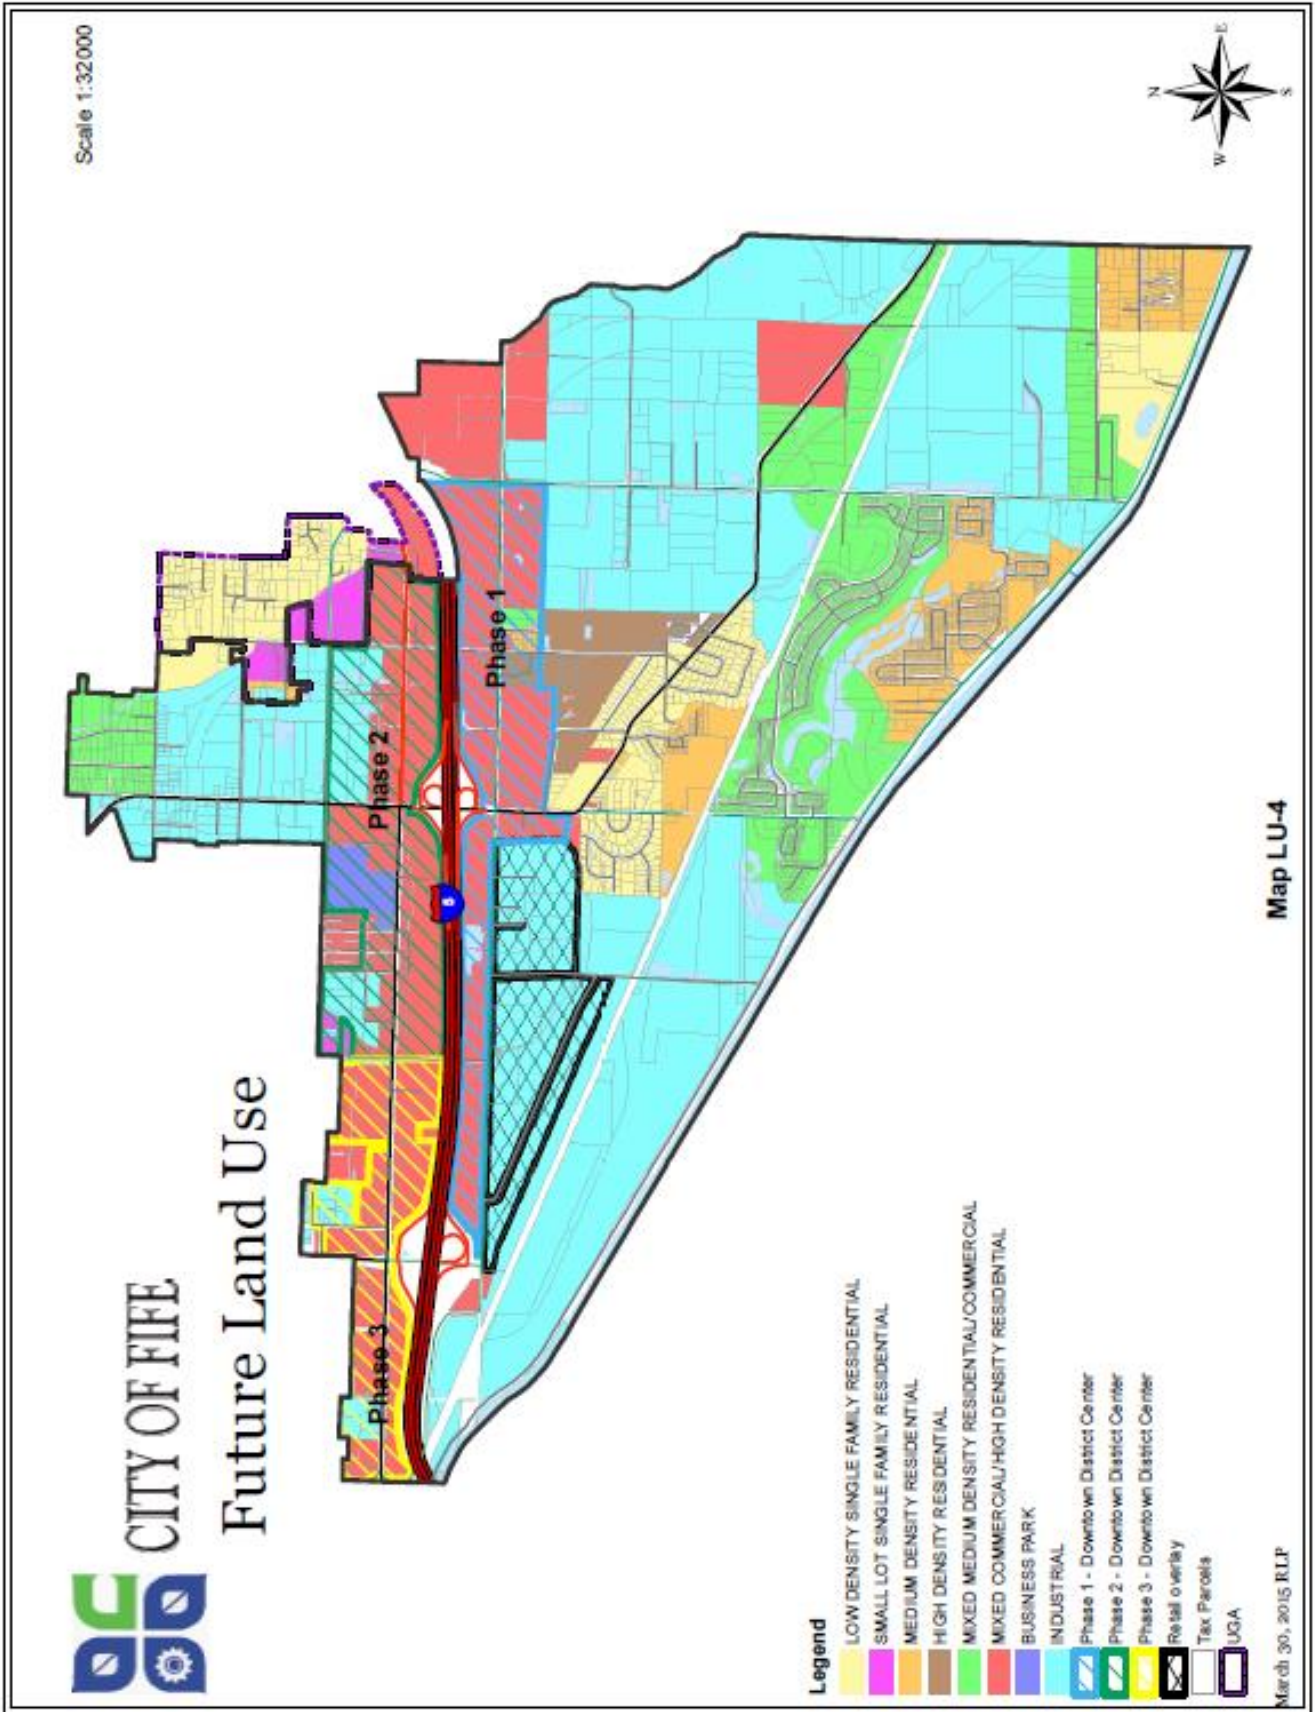 CITY OF FIFE
Future Land Use
Scale 1:32000
Phase 3
Phase 2
Phase 1
5
N
W
E
S
Legend
LOW DENSITY SINGLE FAMILY RESIDENTIAL
SMALL LOT SINGLE FAMILY RESIDENTIAL
MEDIUM DENSITY RESIDENTIAL
HIGH DENSITY RESIDENTIAL
MIXED MEDIUM DENSITY RESIDENTIAL/COMMERCIAL
MIXED COMMERCIAL/HIGH DENSITY RESIDENTIAL
BUSINESS PARK
INDUSTRIAL
Phase 1 - Downtown District Center
Phase 2 - Downtown District Center
Phase 3 - Downtown District Center
Retail overlay
Tax Parcels
UGA
March 30, 2015 RLP
Map LU-4